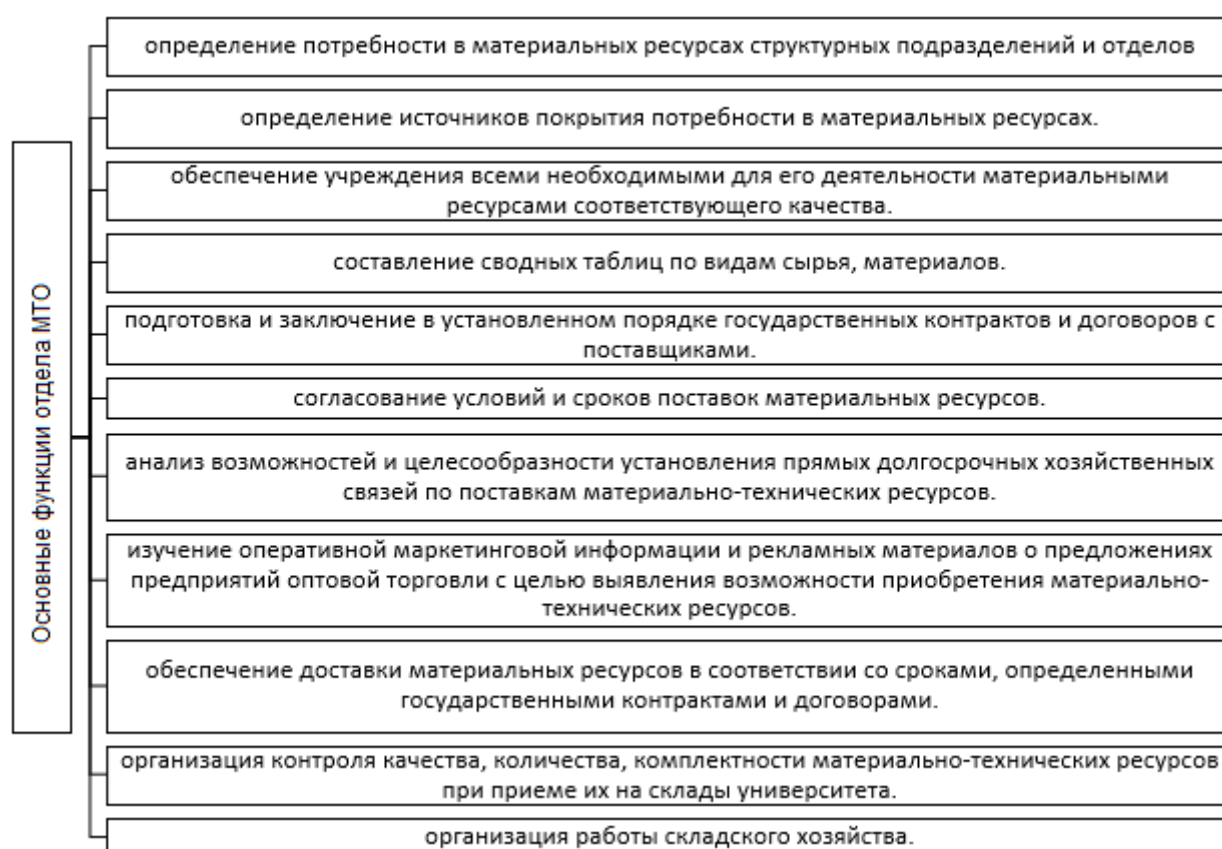 Основные функции отдела МТО
определение потребности в материальных ресурсах структурных подразделений и отделов
определение источников покрытия потребности в материальных ресурсах.
обеспечение учреждения всеми необходимыми для его деятельности материальными
ресурсами соответствующего качества.
составление сводных таблиц по видам сырья, материалов.
подготовка и заключение в установленном порядке государственных контрактов и договоров с
поставщиками.
согласование условий и сроков поставок материальных ресурсов.
анализ возможностей и целесообразности установления прямых долгосрочных хозяйственных
связей по поставкам материально-технических ресурсов.
изучение оперативной маркетинговой информации и рекламных материалов о предложениях
предприятий оптовой торговли с целью выявления возможности приобретения материально-
технических ресурсов.
обеспечение доставки материальных ресурсов в соответствии со сроками, определенными
государственными контрактами и договорами.
организация контроля качества, количества, комплектности материально-технических ресурсов
при приеме их на склады университета.
организация работы складского хозяйства.